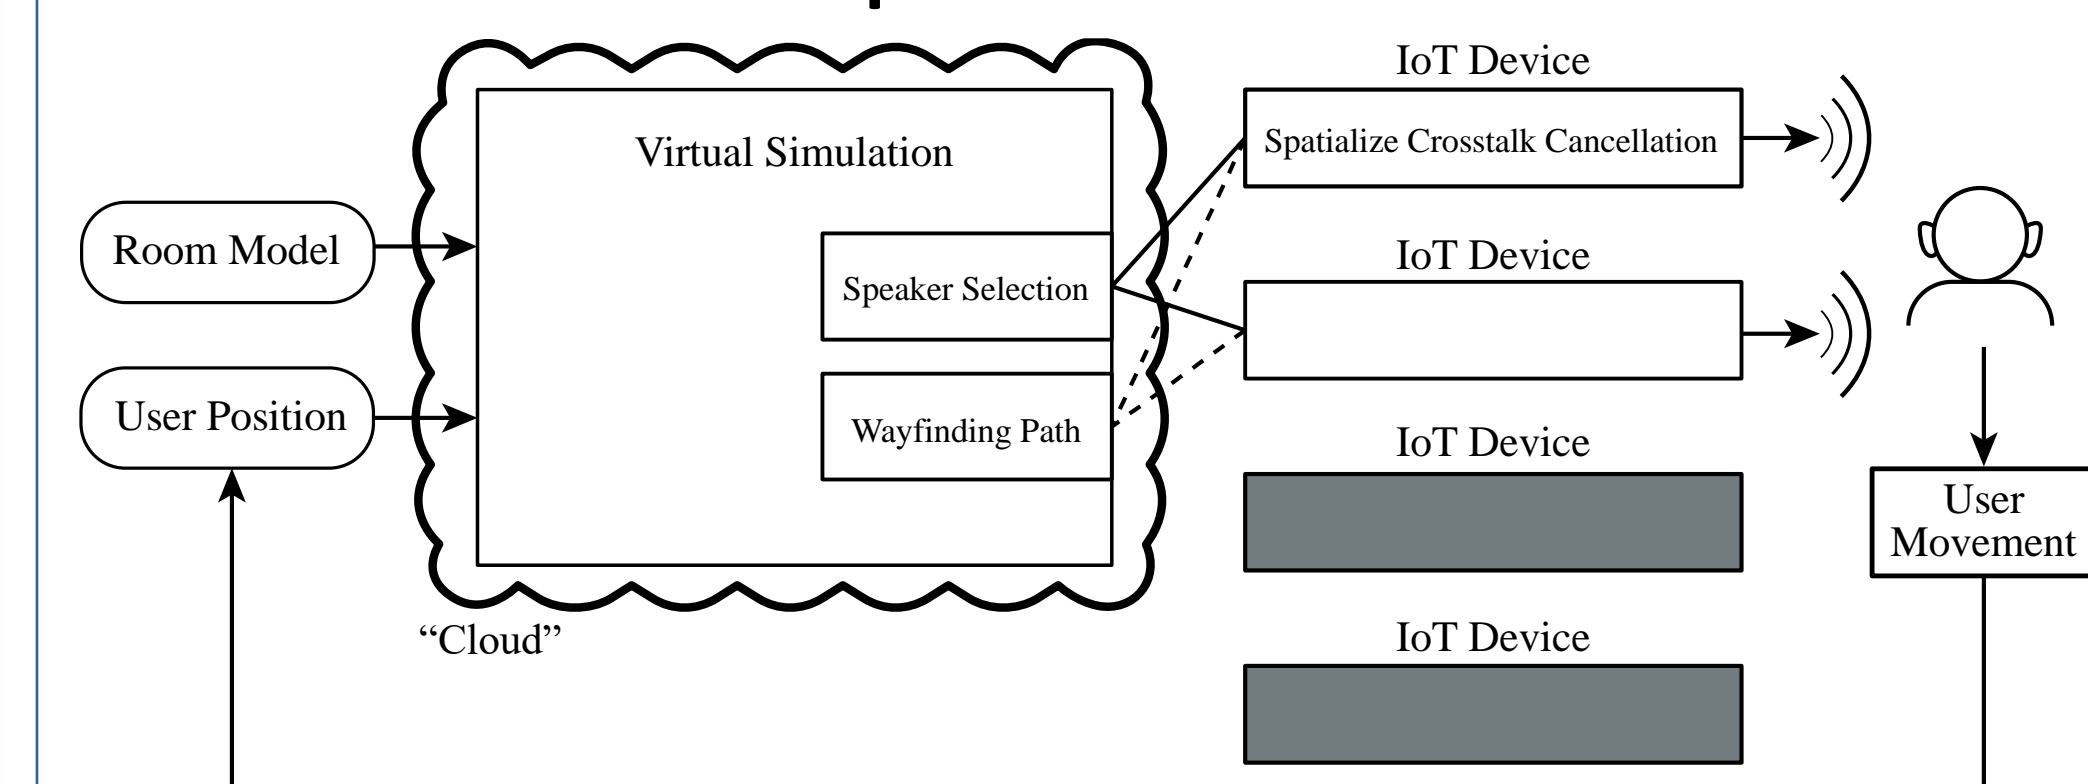 IoT Device
Virtual Simulation
Spatialize Crosstalk Cancellation
Room Model
IoT Device
Speaker Selection
User Position
Wayfinding Path
IoT Device
User
Movement
“Cloud”
IoT Device